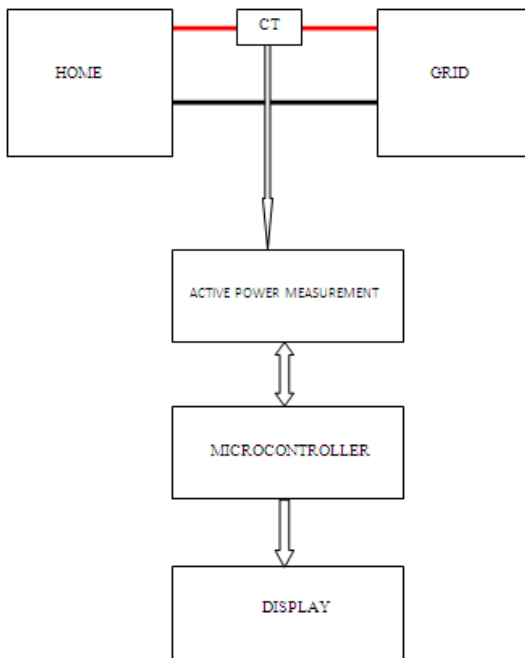 CT
HOME
GRID
ACTIVE POWER MEASUREMENT
MICROCONTROLLER
DISPLAY